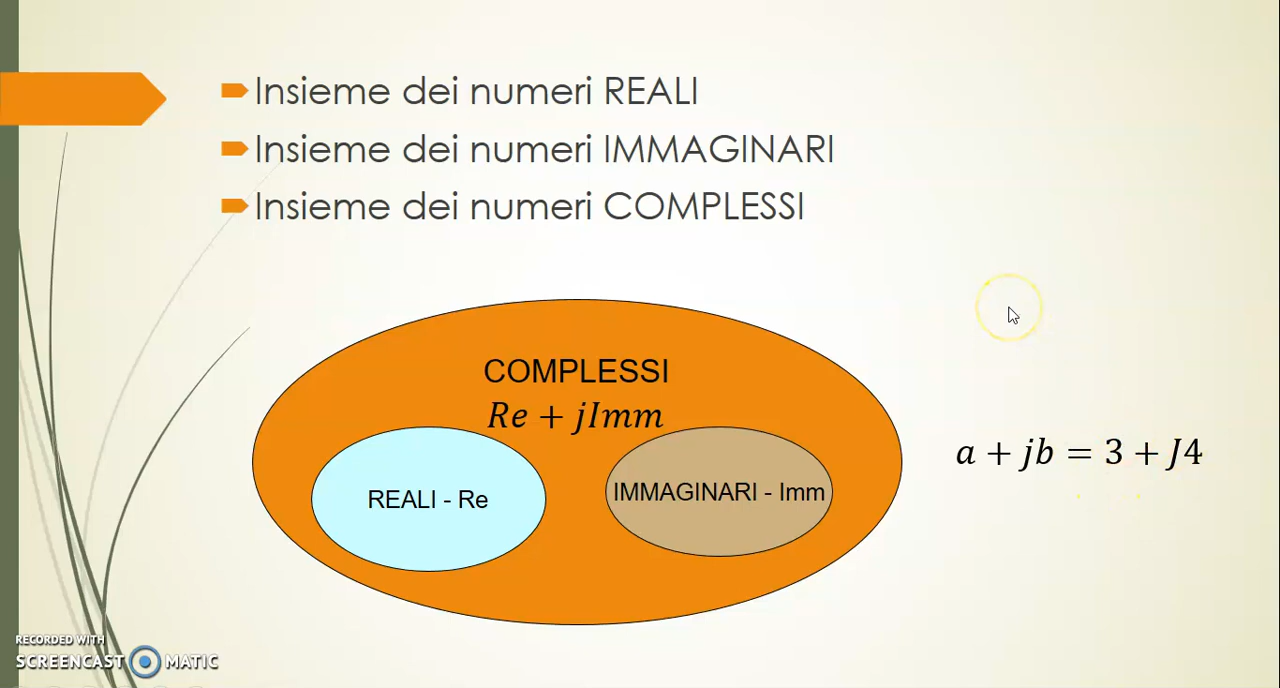 Insieme dei numeri REALI
Insieme dei numeri IMMAGINARI
Insieme dei numeri COMPLESSI
COMPLESSI
Re + jImm
REALI - Re
IMMAGINARI - Imm
a + jb = 3 + J4
RECORDED WITH
SCREENCAST MATIC